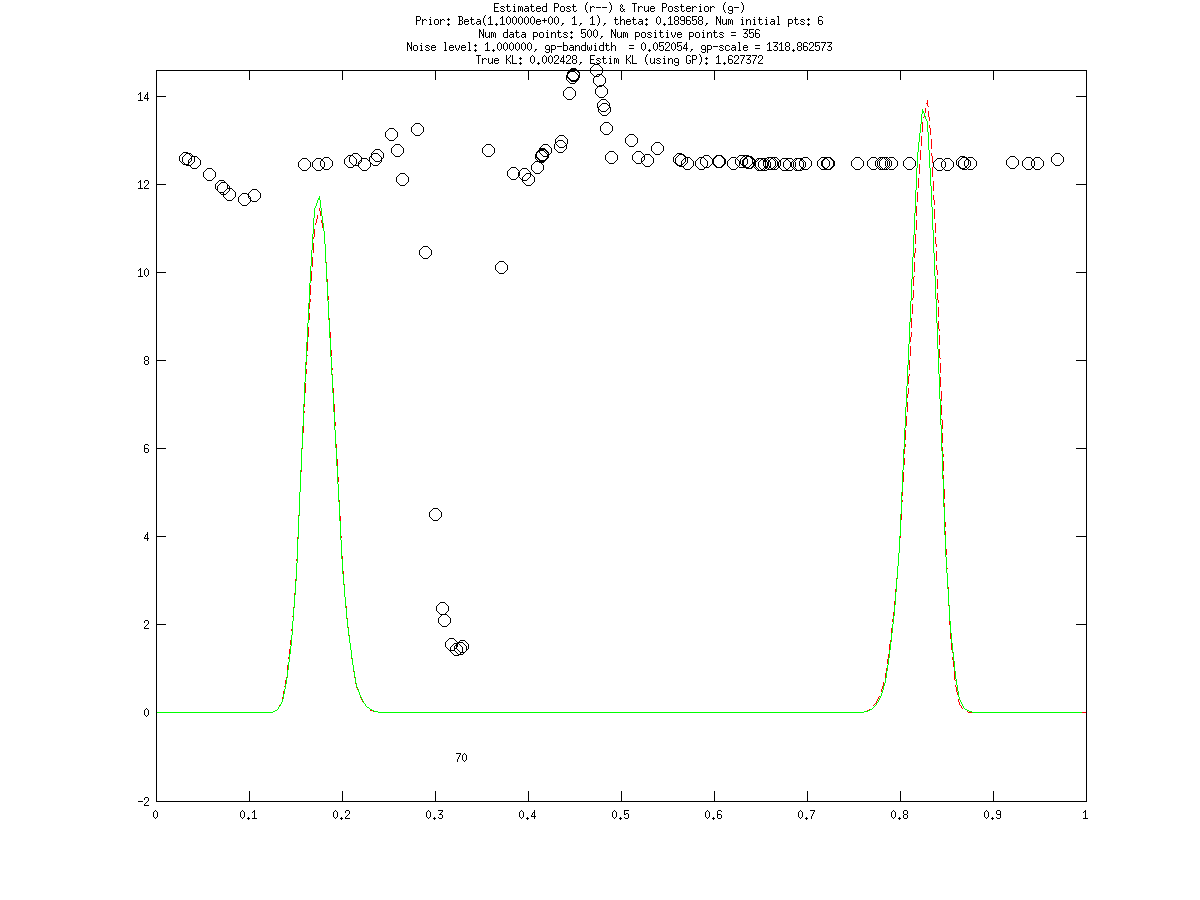 Estimated Post (r--) & True Posterior (g-)
Prior: Beta(1.100000e+00, 1, 1), theta: 0.189658, Num initial pts: 6
Num data points: 500, Num positive points = 356
Noise level: 1.000000, gp-bandwidth  = 0.052054, gp-scale = 1318.862573
True KL: 0.002428, Estim KL (using GP): 1.627372
14
12
10
8
6
4
2
0
70
-2
0 0.1 0.2 0.3 0.4 0.5 0.6 0.7 0.8 0.9 1